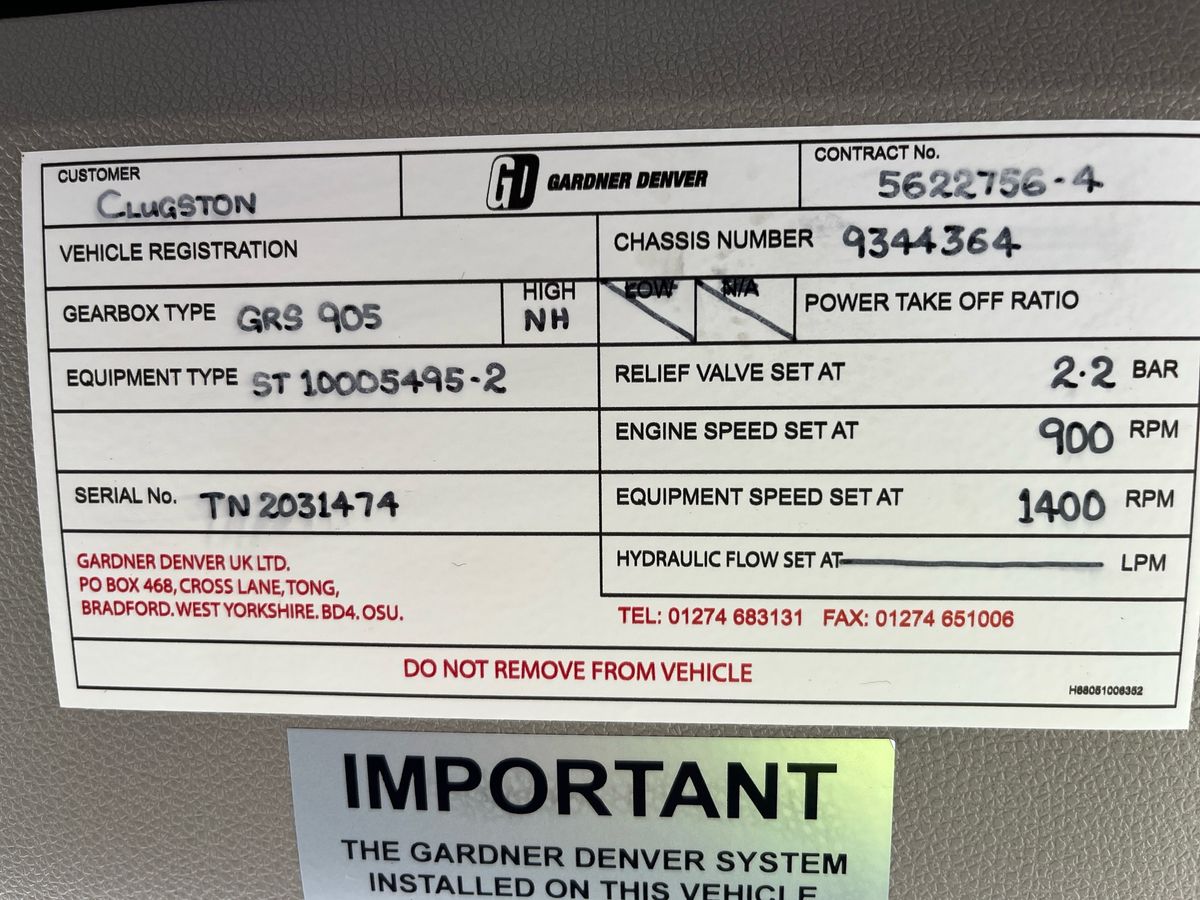 CUSTOMER
CLUGSTON
GD GARDNER DENVER
CONTRACT No.
5622756-4
VEHICLE REGISTRATION
CHASSIS NUMBER 9344364
GEARBOX TYPE GRS 905
HIGH
NH
LOW
N/A
POWER TAKE OFF RATIO
EQUIPMENT TYPE ST 10005495-2
RELIEF VALVE SET AT 2.2 BAR
ENGINE SPEED SET AT 900 RPM
SERIAL No. TN 2031474
EQUIPMENT SPEED SET AT 1400 RPM
HYDRAULIC FLOW SET AT LPM
GARDNER DENVER UK LTD.
PO BOX 468, CROSS LANE, TONG,
BRADFORD. WEST YORKSHIRE. BD4. OSU.
TEL: 01274 683131 FAX: 01274 651006
DO NOT REMOVE FROM VEHICLE
H68051006352
IMPORTANT
THE GARDNER DENVER SYSTEM
INSTALLED ON THIS VEHICLE